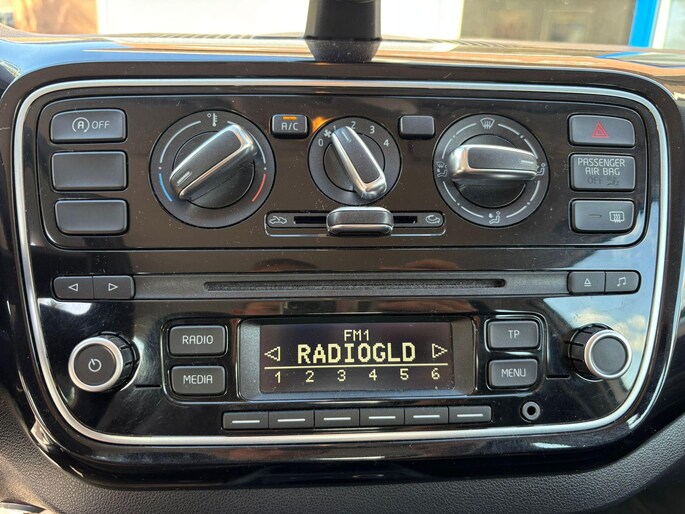 A OFF
A/C
0 1 2 3 4
PASSENGER
AIR BAG
OFF
RADIO
MEDIA
FM1
RADIOGLD
1 2 3 4 5 6
TP
MENU